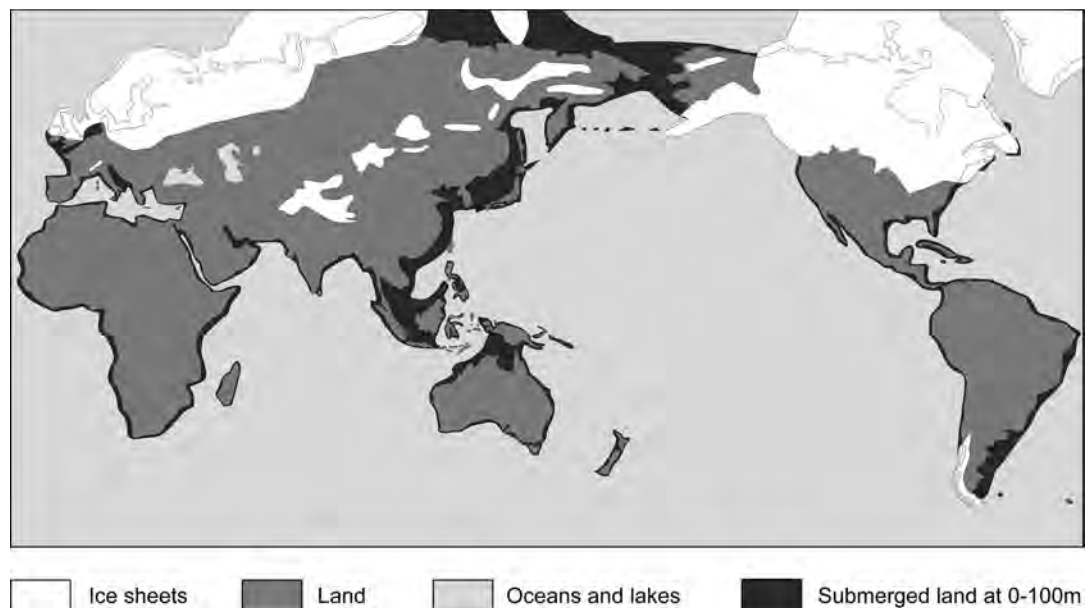 Ice sheets
Land
Oceans and lakes
Submerged land at 0-100m